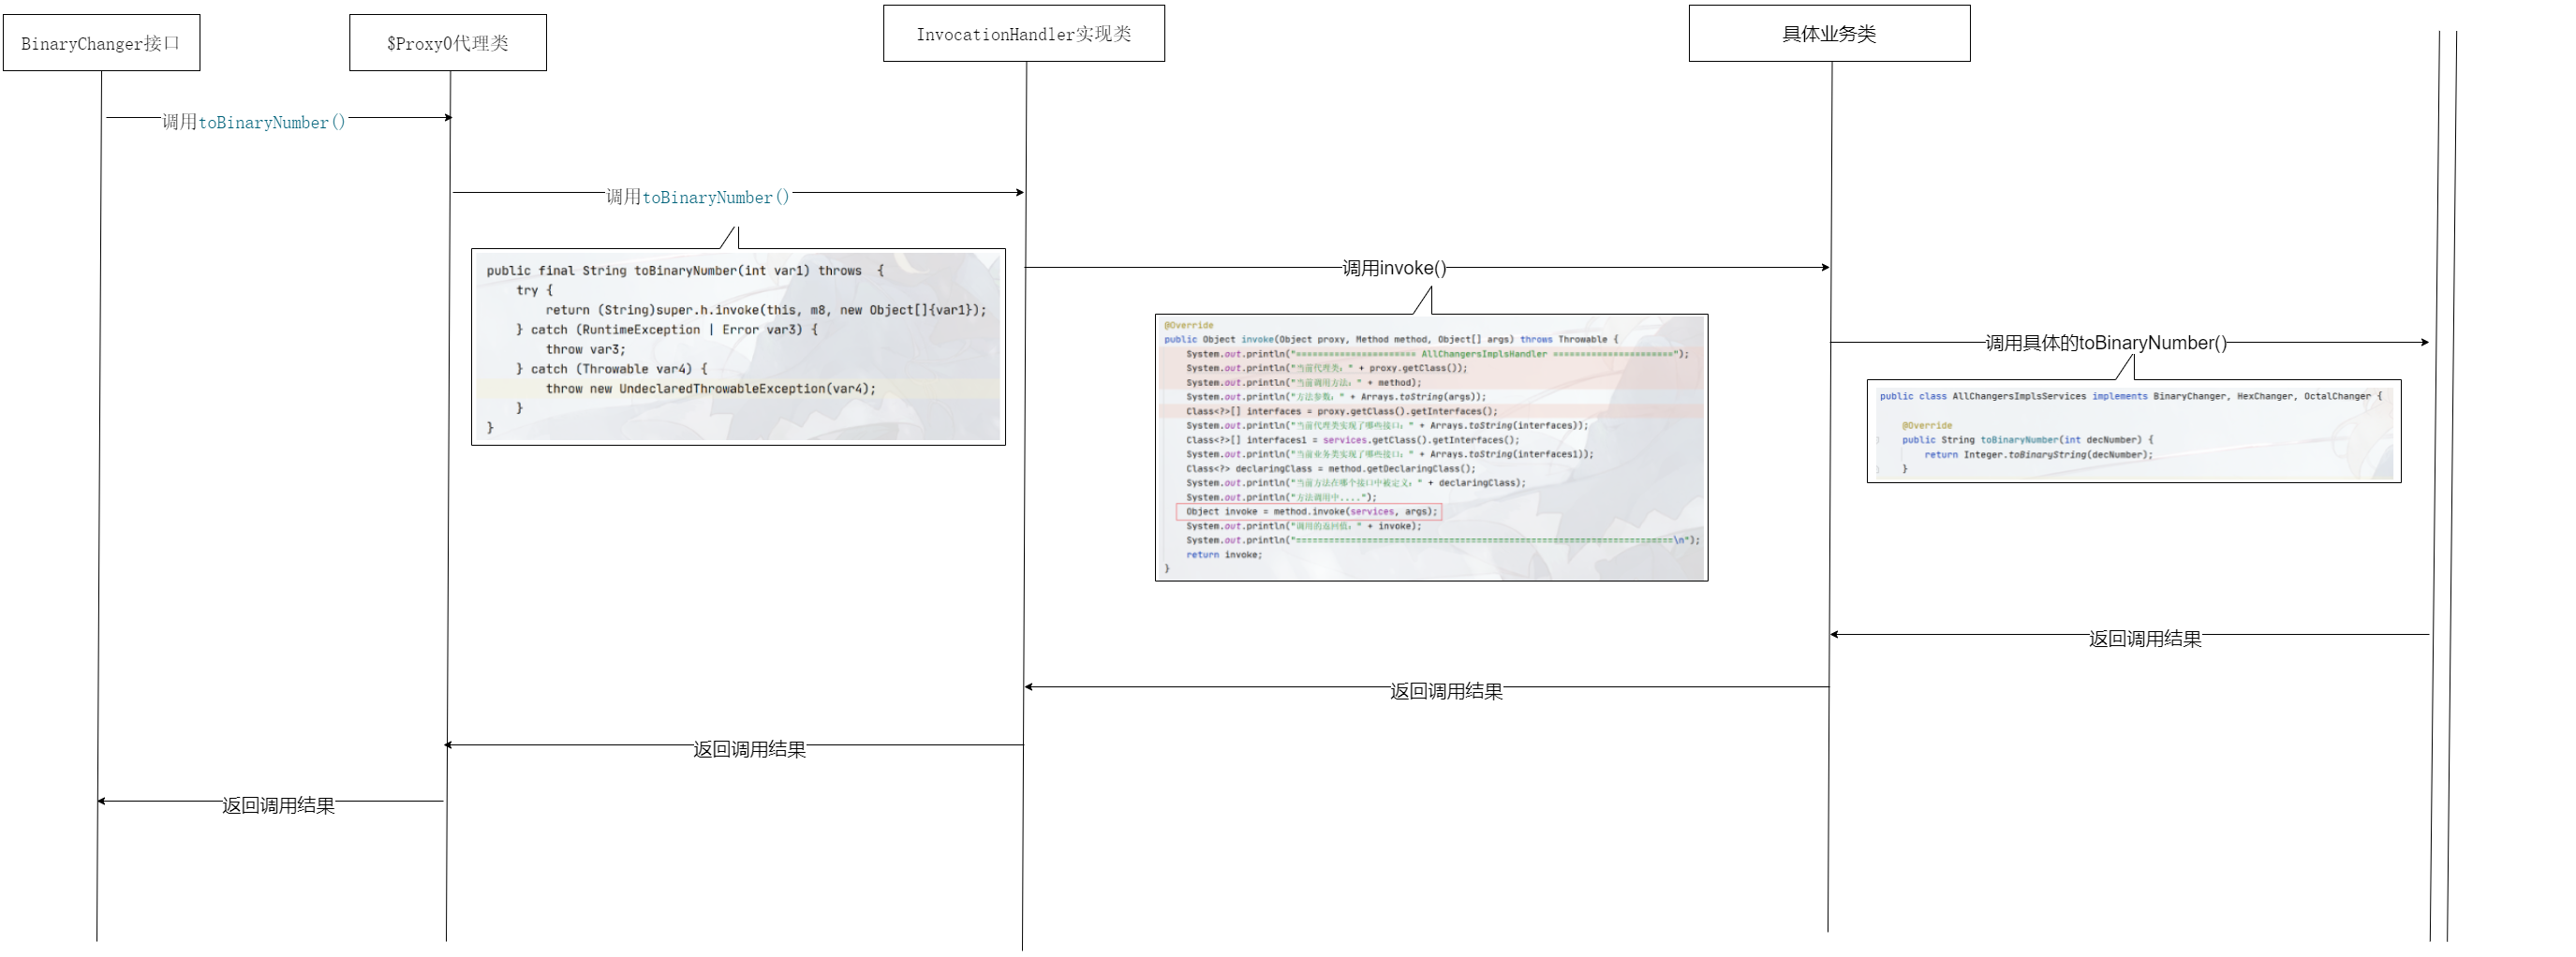 BinaryChanger接口
$Proxy0代理类
InvocationHandler实现类
具体业务类
调用toBinaryNumber()
调用toBinaryNumber()
public final String toBinaryNumber(int var1) throws  {
    try {
        return (String)super.h.invoke(this, m8, new Object[]{var1});
    } catch (RuntimeException | Error var3) {
        throw var3;
    } catch (Throwable var4) {
        throw new UndeclaredThrowableException(var4);
    }
}
调用invoke()
@Override
public Object invoke(Object proxy, Method method, Object[] args) throws Throwable {
    System.out.println("====================== AllChangersImplsHandler ======================");
    System.out.println("当前代理类：" + proxy.getClass());
    System.out.println("当前调用方法：" + method);
    System.out.println("方法参数：" + Arrays.toString(args));
    Class<?>[] interfaces = proxy.getClass().getInterfaces();
    System.out.println("当前代理类实现了哪些接口：" + Arrays.toString(interfaces));
    Class<?>[] interfaces1 = services.getClass().getInterfaces();
    System.out.println("当前业务类实现了哪些接口：" + Arrays.toString(interfaces1));
    Class<?> declaringClass = method.getDeclaringClass();
    System.out.println("当前方法在哪个接口中被定义：" + declaringClass);
    System.out.println("方法调用中....");
    Object invoke = method.invoke(services, args);
    System.out.println("调用的返回值：" + invoke);
    System.out.println("=====================================================================\n");
    return invoke;
}
调用具体的toBinaryNumber()
public class AllChangersImplsServices implements BinaryChanger, HexChanger, OctalChanger {
    @Override
    public String toBinaryNumber(int decNumber) {
        return Integer.toBinaryString(decNumber);
    }
返回调用结果
返回调用结果
返回调用结果
返回调用结果